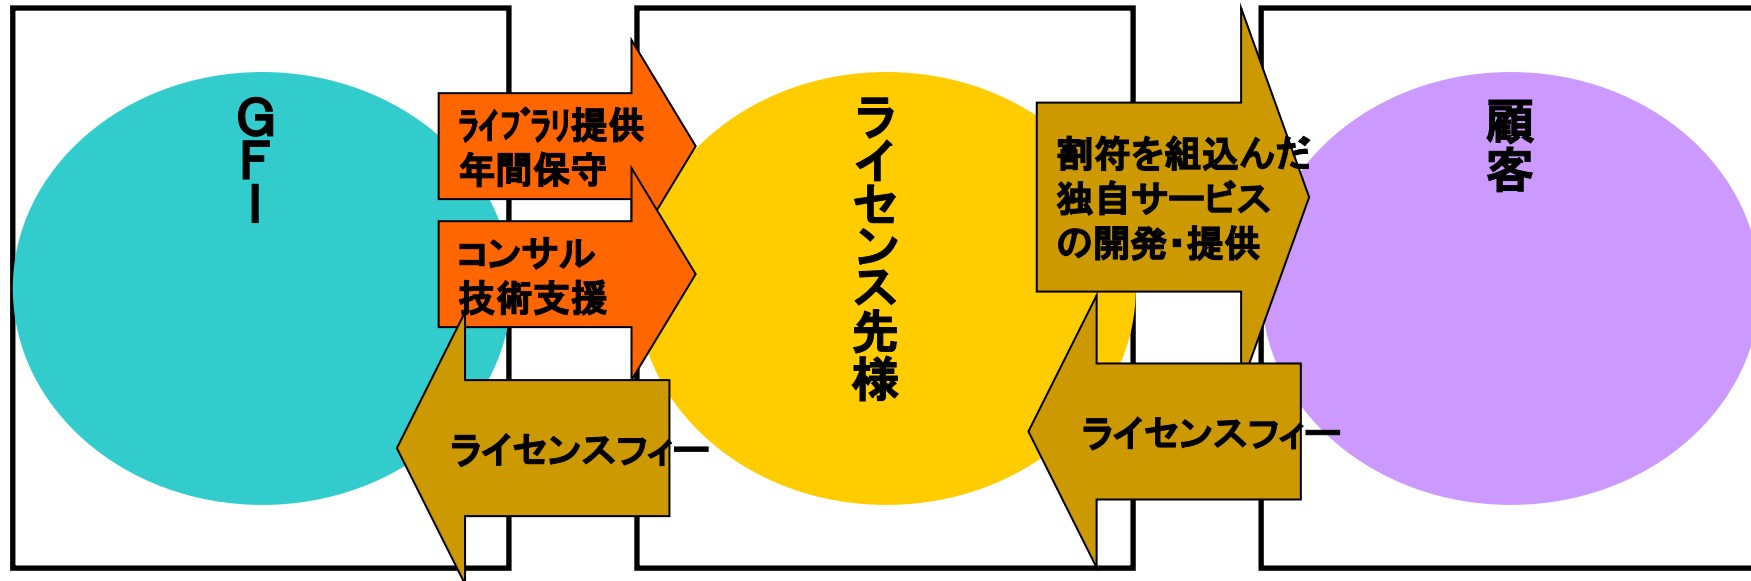 GFI
ﾗｲﾌﾞﾗﾘ提供
年間保守
コンサル
技術支援
ライセンスフィー
ライセンス先様
割符を組込んだ
独自サービス
の開発・提供
ライセンスフィー
顧客